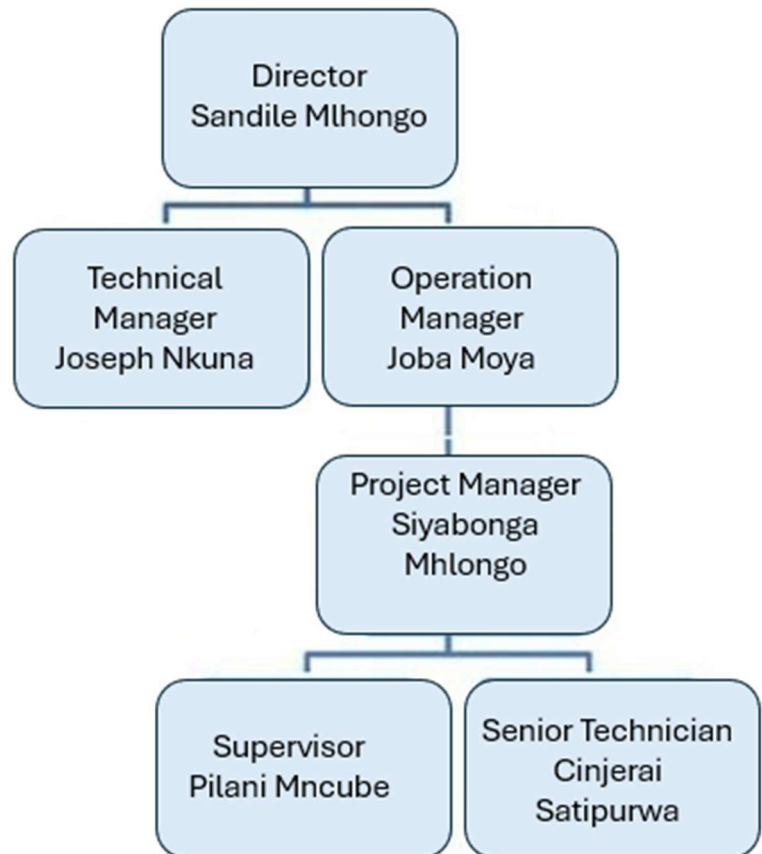 Director
Sandile Mlhongo
Technical
Manager
Joseph Nkuna
Operation
Manager
Joba Moya
Project Manager
Siyabonga
Mhlongo
Supervisor
Pilani Mncube
Senior Technician
Cinjerai
Satipurwa